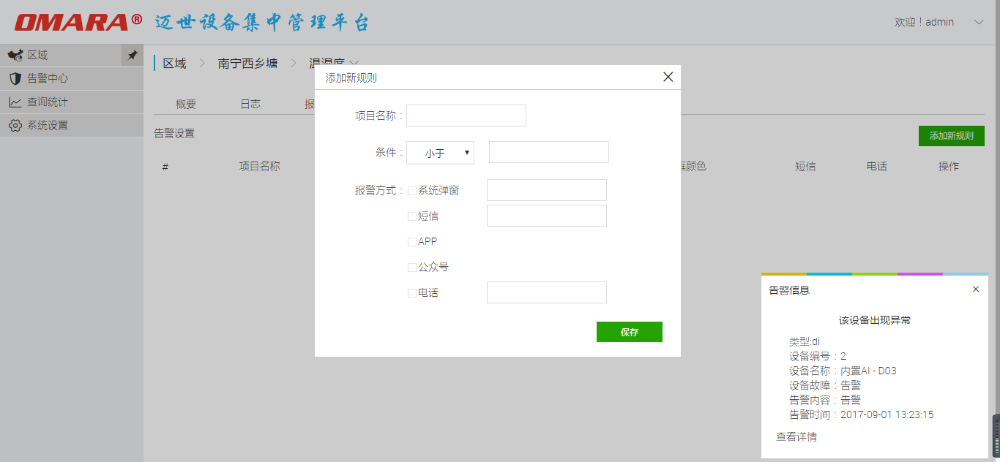 OMARA® 迈世设备集中管理平台
欢迎！admin
区域
告警中心
查询统计
系统设置
区域 > 南宁西乡塘 > 温湿度
概要 日志 报
告警设置
添加新规则
# 项目名称 框颜色 短信 电话 操作
添加新规则
项目名称：
条件： 小于
报警方式： 系统弹窗
短信
APP
公众号
电话
保存
告警信息
该设备出现异常
类型:di
设备编号：2
设备名称：内置AI - D03
设备故障：告警
告警内容：告警
告警时间：2017-09-01 13:23:15
查看详情